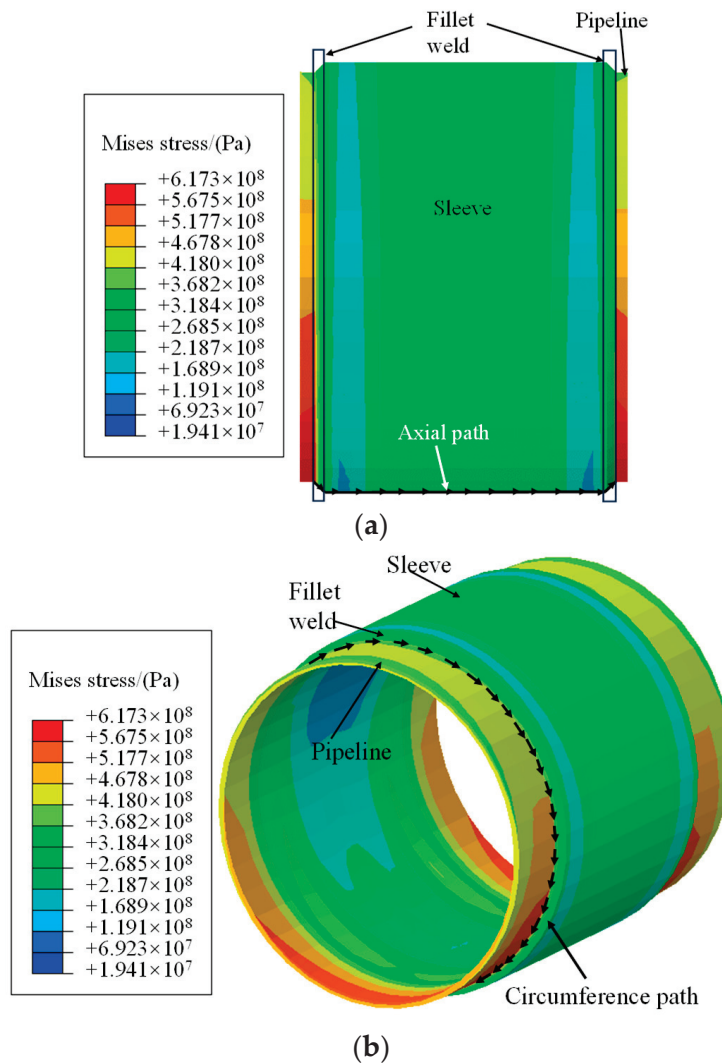 Fillet
weld
Pipeline
Mises stress/(Pa)
+6.173×10⁸
+5.675×10⁸
+5.177×10⁸
+4.678×10⁸
+4.180×10⁸
+3.682×10⁸
+3.184×10⁸
+2.685×10⁸
+2.187×10⁸
+1.689×10⁸
+1.191×10⁸
+6.923×10⁷
+1.941×10⁷
Sleeve
Axial path
(a)
Sleeve
Fillet
weld
Mises stress/(Pa)
+6.173×10⁸
+5.675×10⁸
+5.177×10⁸
+4.678×10⁸
+4.180×10⁸
+3.682×10⁸
+3.184×10⁸
+2.685×10⁸
+2.187×10⁸
+1.689×10⁸
+1.191×10⁸
+6.923×10⁷
+1.941×10⁷
Pipeline
Circumference path
(b)